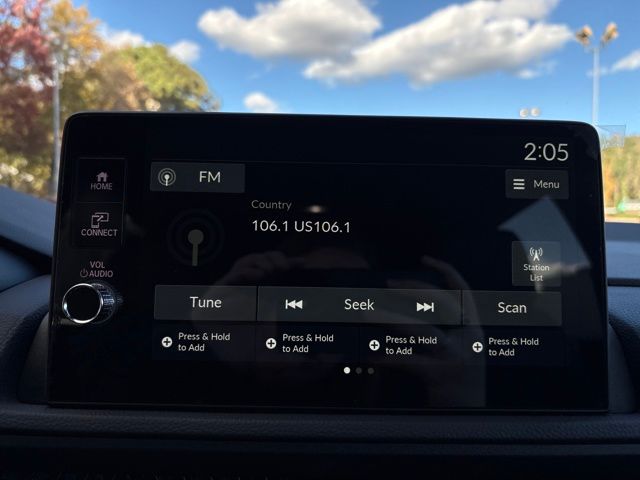 2:05
HOME
FM
Menu
CONNECT
Country
106.1 US106.1
VOL
AUDIO
Station
List
Tune
Seek
Scan
Press & Hold
to Add
Press & Hold
to Add
Press & Hold
to Add
Press & Hold
to Add